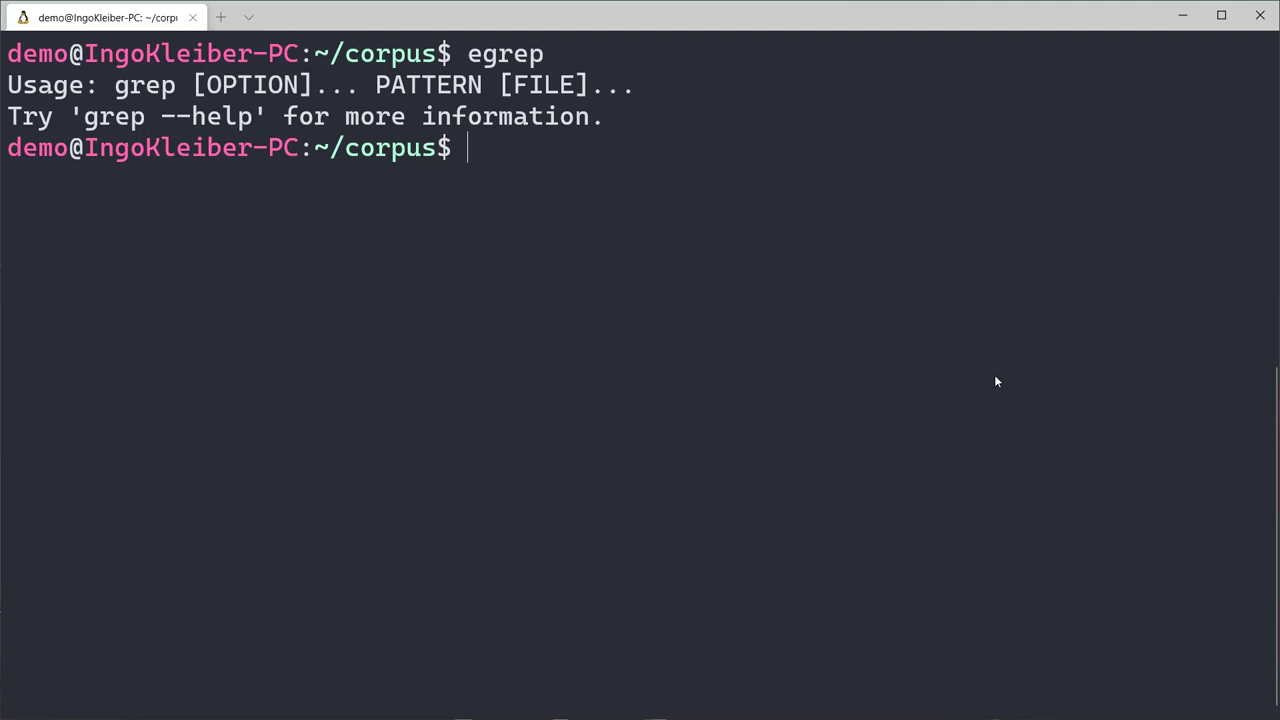 demo@IngoKleiber-PC: ~/corpu
demo@IngoKleiber-PC:~/corpus$ egrep
Usage: grep [OPTION]... PATTERN [FILE]...
Try 'grep --help' for more information.
demo@IngoKleiber-PC:~/corpus$